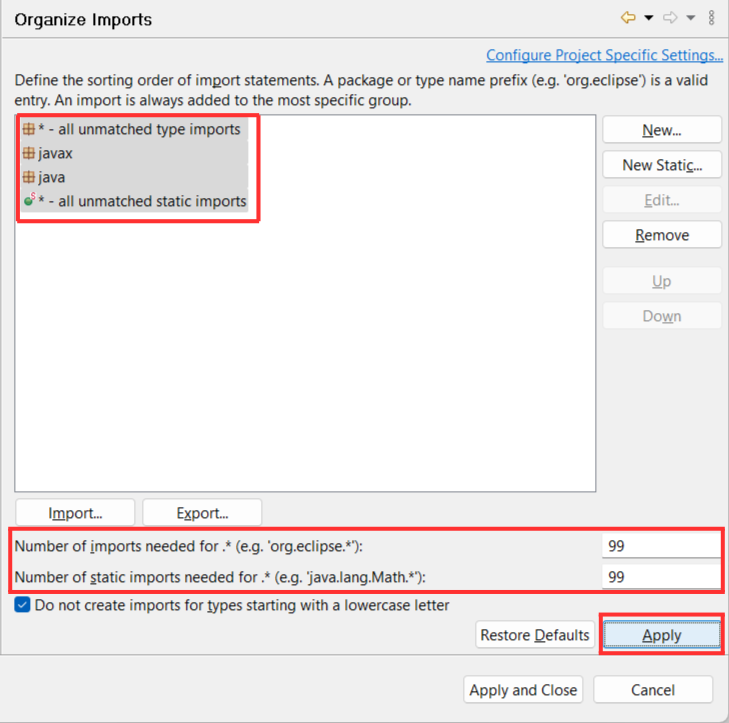 Organize Imports
Configure Project Specific Settings...
Define the sorting order of import statements. A package or type name prefix (e.g. 'org.eclipse') is a valid
entry. An import is always added to the most specific group.
* - all unmatched type imports
javax
java
* - all unmatched static imports
New...
New Static...
Edit...
Remove
Up
Down
Import...
Export...
Number of imports needed for .* (e.g. 'org.eclipse.*'):
99
Number of static imports needed for .* (e.g. 'java.lang.Math.*'):
99
Do not create imports for types starting with a lowercase letter
Restore Defaults
Apply
Apply and Close
Cancel